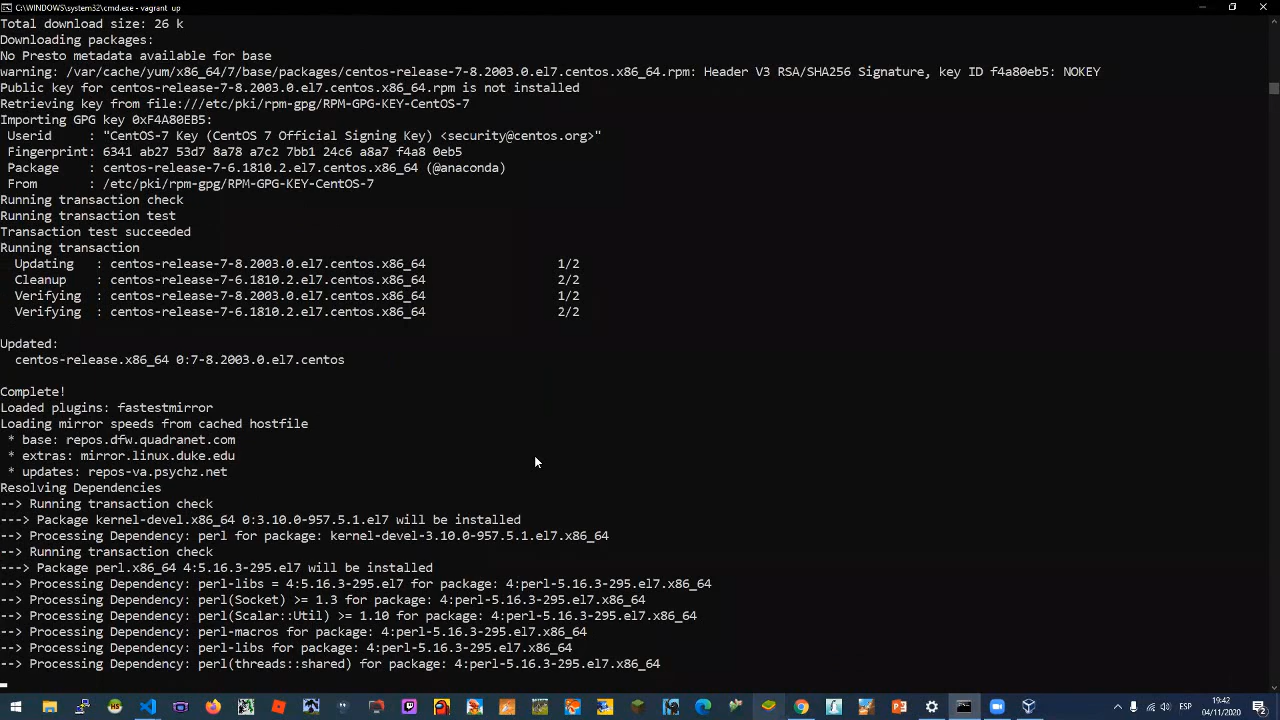 C:\WINDOWS\system32\cmd.exe - vagrant up
Total download size: 26 k
Downloading packages:
No Presto metadata available for base
warning: /var/cache/yum/x86_64/7/base/packages/centos-release-7-8.2003.0.el7.centos.x86_64.rpm: Header V3 RSA/SHA256 Signature, key ID f4a80eb5: NOKEY
Public key for centos-release-7-8.2003.0.el7.centos.x86_64.rpm is not installed
Retrieving key from file:///etc/pki/rpm-gpg/RPM-GPG-KEY-CentOS-7
Importing GPG key 0xF4A80EB5:
Userid     : "CentOS-7 Key (CentOS 7 Official Signing Key) <security@centos.org>"
Fingerprint: 6341 ab27 53d7 8a78 a7c2 7bb1 24c6 a8a7 f4a8 0eb5
Package    : centos-release-7-6.1810.2.el7.centos.x86_64 (@anaconda)
From       : /etc/pki/rpm-gpg/RPM-GPG-KEY-CentOS-7
Running transaction check
Running transaction test
Transaction test succeeded
Running transaction
Updating   : centos-release-7-8.2003.0.el7.centos.x86_64 1/2
Cleanup    : centos-release-7-6.1810.2.el7.centos.x86_64 2/2
Verifying  : centos-release-7-8.2003.0.el7.centos.x86_64 1/2
Verifying  : centos-release-7-6.1810.2.el7.centos.x86_64 2/2
Updated:
centos-release.x86_64 0:7-8.2003.0.el7.centos
Complete!
Loaded plugins: fastestmirror
Loading mirror speeds from cached hostfile
* base: repos.dfw.quadranet.com
* extras: mirror.linux.duke.edu
* updates: repos-va.psychz.net
Resolving Dependencies
--> Running transaction check
---> Package kernel-devel.x86_64 0:3.10.0-957.5.1.el7 will be installed
--> Processing Dependency: perl for package: kernel-devel-3.10.0-957.5.1.el7.x86_64
--> Running transaction check
---> Package perl.x86_64 4:5.16.3-295.el7 will be installed
--> Processing Dependency: perl-libs = 4:5.16.3-295.el7 for package: 4:perl-5.16.3-295.el7.x86_64
--> Processing Dependency: perl(Socket) >= 1.3 for package: 4:perl-5.16.3-295.el7.x86_64
--> Processing Dependency: perl(Scalar::Util) >= 1.10 for package: 4:perl-5.16.3-295.el7.x86_64
--> Processing Dependency: perl-macros for package: 4:perl-5.16.3-295.el7.x86_64
--> Processing Dependency: perl-libs for package: 4:perl-5.16.3-295.el7.x86_64
--> Processing Dependency: perl(threads::shared) for package: 4:perl-5.16.3-295.el7.x86_64
ESP
19:42
04/11/2020